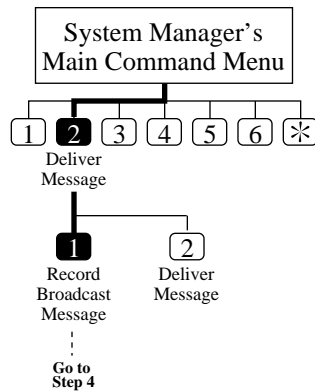 System Manager's
Main Command Menu
1 2 3 4 5 6 *
Deliver
Message
1 2
Record Deliver
Broadcast Message
Message
Go to
Step 4